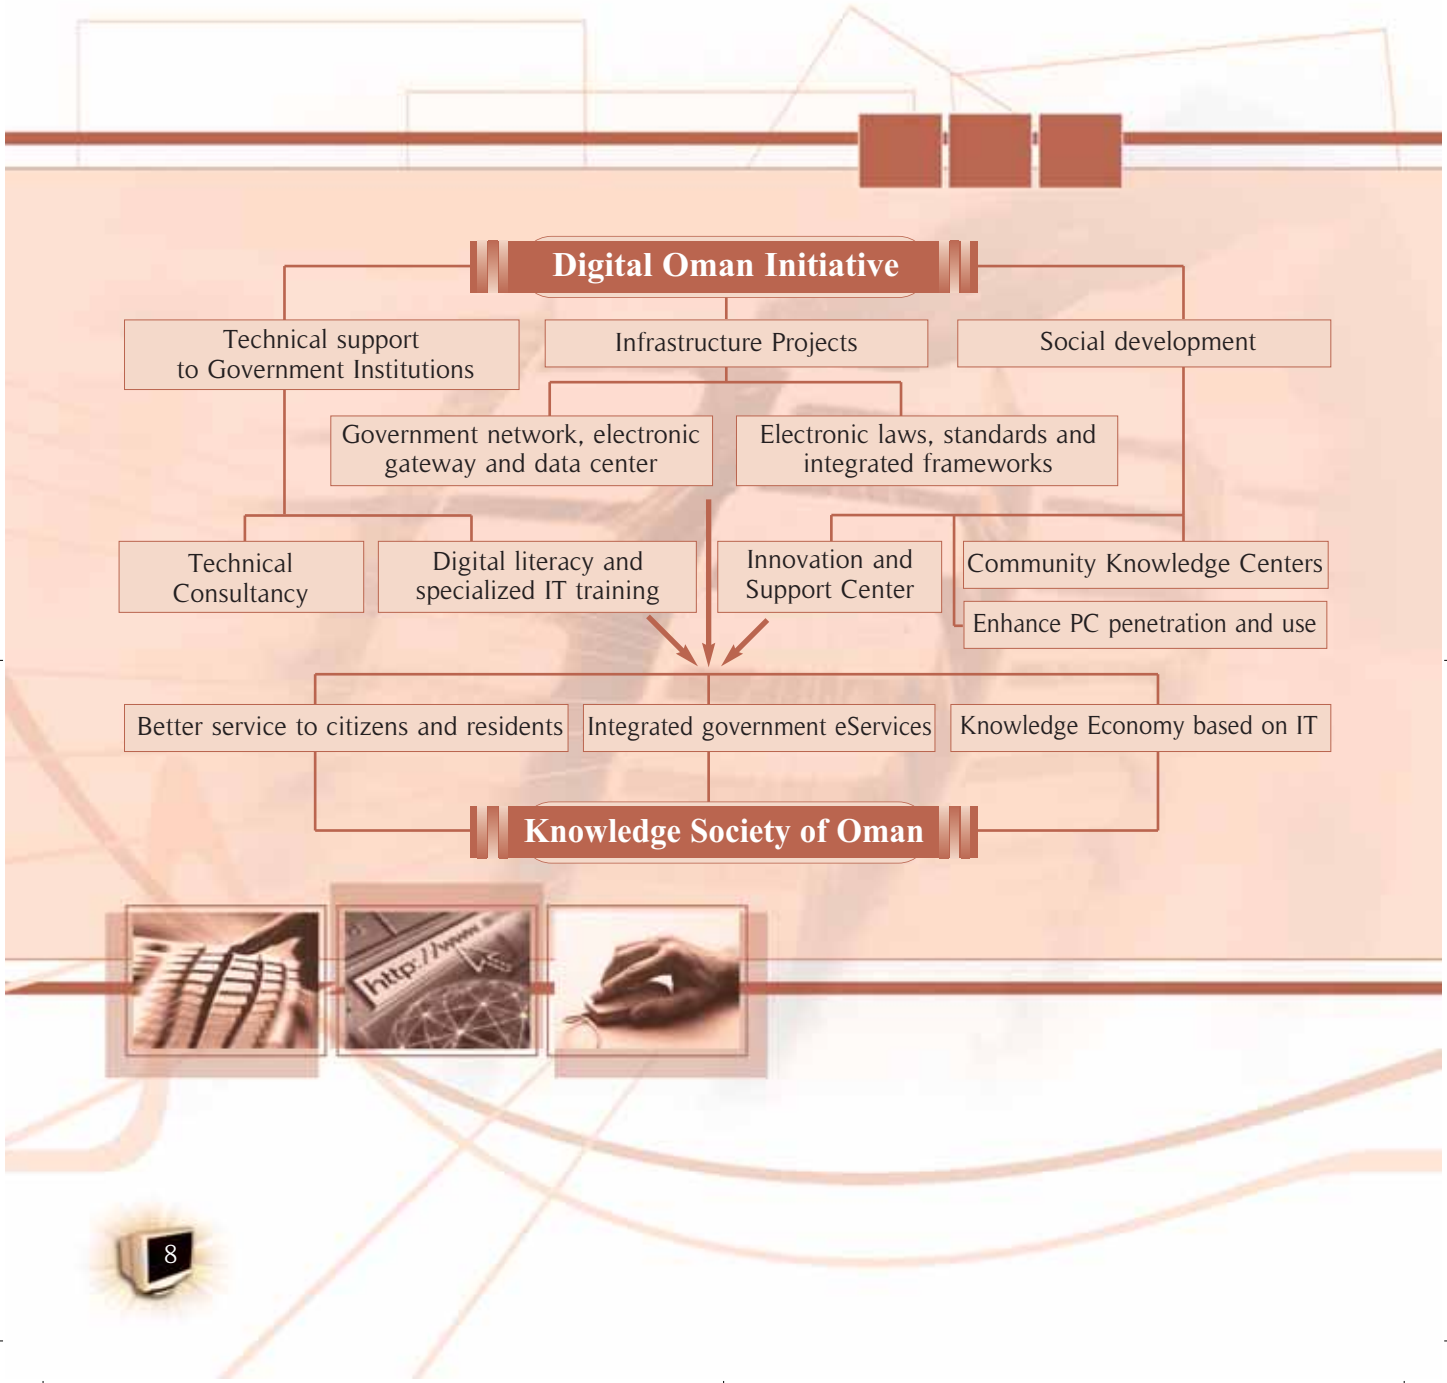 Digital Oman Initiative
Technical support
to Government Institutions
Infrastructure Projects
Social development
Government network, electronic
gateway and data center
Electronic laws, standards and
integrated frameworks
Technical
Consultancy
Digital literacy and
specialized IT training
Innovation and
Support Center
Community Knowledge Centers
Enhance PC penetration and use
Better service to citizens and residents
Integrated government eServices
Knowledge Economy based on IT
Knowledge Society of Oman
http://www.
8